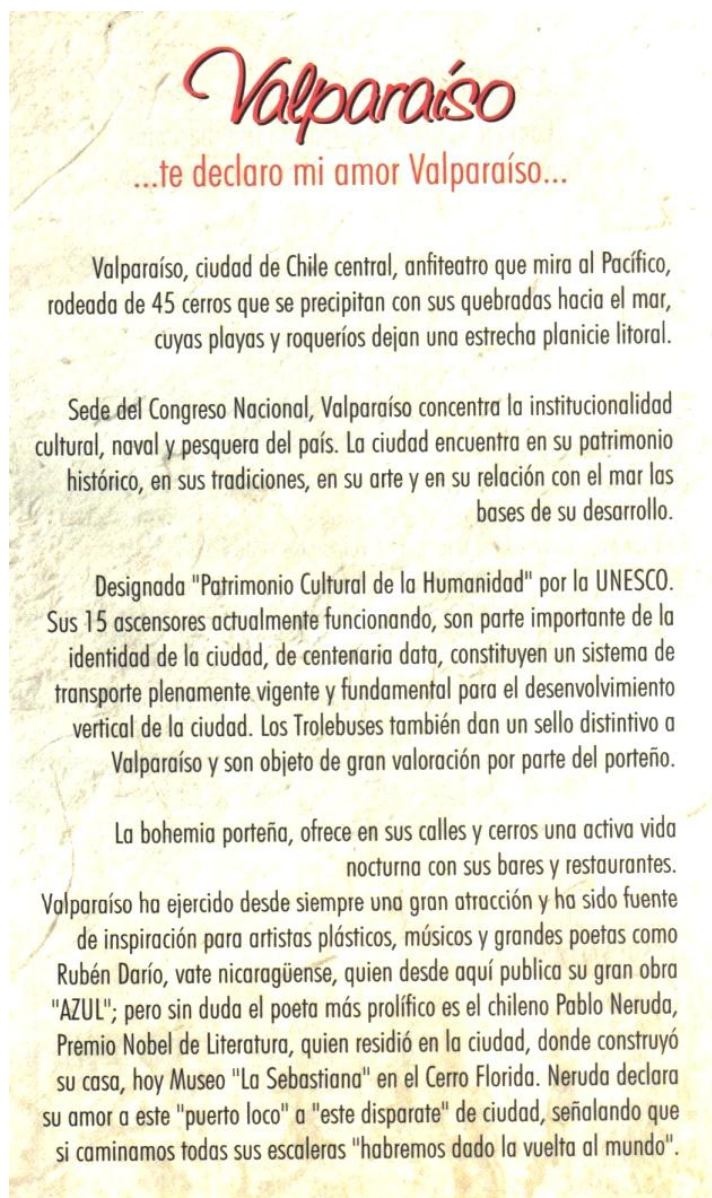 Valparaíso
...te declaro mi amor Valparaíso...
Valparaíso, ciudad de Chile central, anfiteatro que mira al Pacífico,
rodeada de 45 cerros que se precipitan con sus quebradas hacia el mar,
cuyas playas y roqueríos dejan una estrecha planicie litoral.
Sede del Congreso Nacional, Valparaíso concentra la institucionalidad
cultural, naval y pesquera del país. La ciudad encuentra en su patrimonio
histórico, en sus tradiciones, en su arte y en su relación con el mar las
bases de su desarrollo.
Designada "Patrimonio Cultural de la Humanidad" por la UNESCO.
Sus 15 ascensores actualmente funcionando, son parte importante de la
identidad de la ciudad, de centenaria data, constituyen un sistema de
transporte plenamente vigente y fundamental para el desenvolvimiento
vertical de la ciudad. Los Trolebuses también dan un sello distintivo a
Valparaíso y son objeto de gran valoración por parte del porteño.
La bohemia porteña, ofrece en sus calles y cerros una activa vida
nocturna con sus bares y restaurantes.
Valparaíso ha ejercido desde siempre una gran atracción y ha sido fuente
de inspiración para artistas plásticos, músicos y grandes poetas como
Rubén Darío, vate nicaragüense, quien desde aquí publica su gran obra
"AZUL"; pero sin duda el poeta más prolífico es el chileno Pablo Neruda,
Premio Nobel de Literatura, quien residió en la ciudad, donde construyó
su casa, hoy Museo "La Sebastiana" en el Cerro Florida. Neruda declara
su amor a este "puerto loco" a "este disparate" de ciudad, señalando que
si caminamos todas sus escaleras "habremos dado la vuelta al mundo".